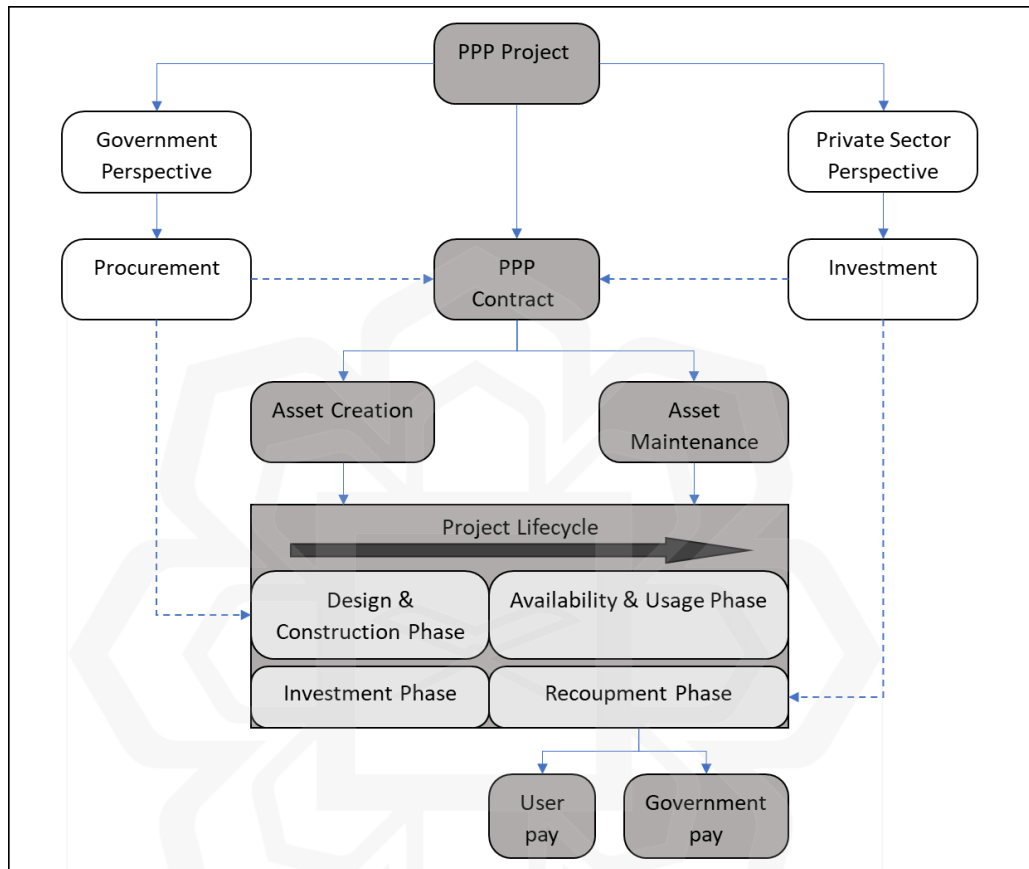 PPP Project
Government
Perspective
Private Sector
Perspective
Procurement
PPP
Contract
Investment
Asset Creation
Asset
Maintenance
Project Lifecycle
Design &
Construction Phase
Availability & Usage Phase
Investment Phase
Recoupment Phase
User
pay
Government
pay